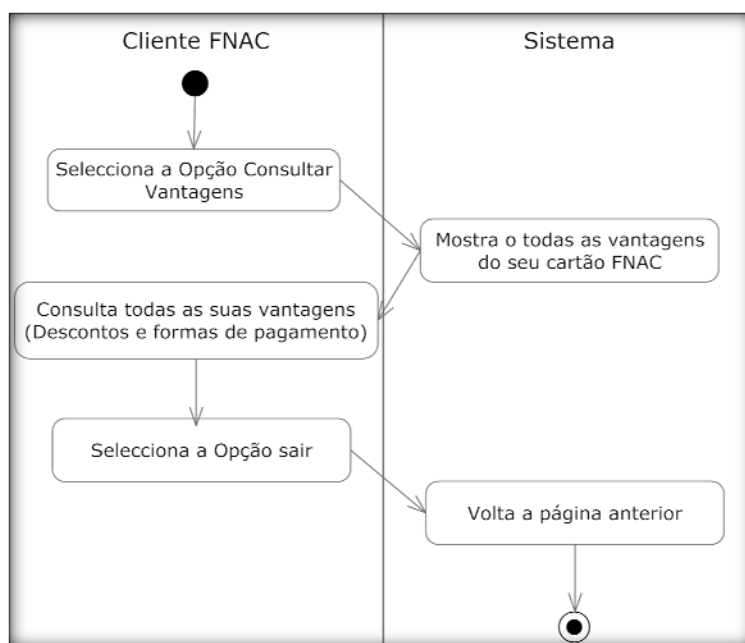 Cliente FNAC
Sistema
Selecciona a Opção Consultar
Vantagens
Mostra o todas as vantagens
do seu cartão FNAC
Consulta todas as suas vantagens
(Descontos e formas de pagamento)
Selecciona a Opção sair
Volta a página anterior